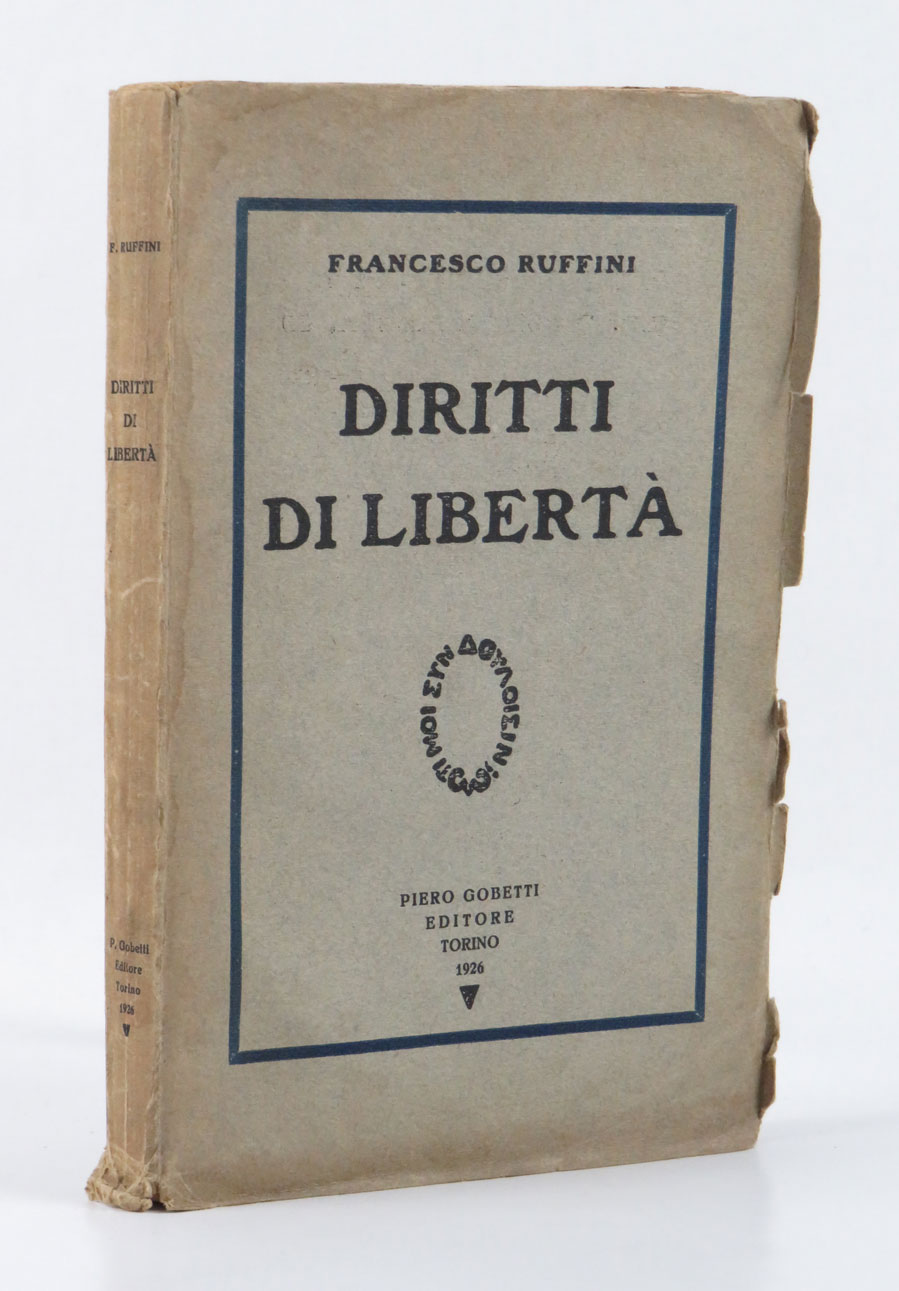 F. RUFFINI
DIRITTI
DI
LIBERTÀ
P. Gobetti
Editore
Torino
1926
FRANCESCO RUFFINI
DIRITTI
DI LIBERTÀ
ΤΙ ΜΟΙ ΣΥΝ ΔΟΥΛΟΙΣΙΝ
PIERO GOBETTI
EDITORE
TORINO
1926